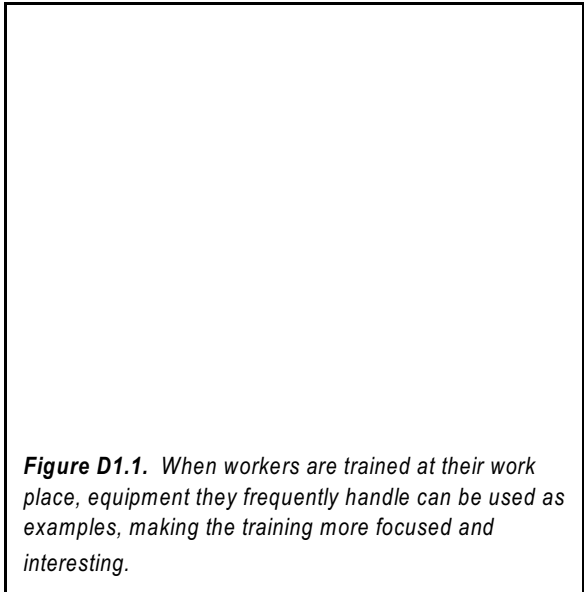 Figure D1.1. When workers are trained at their work
place, equipment they frequently handle can be used as
examples, making the training more focused and
interesting.